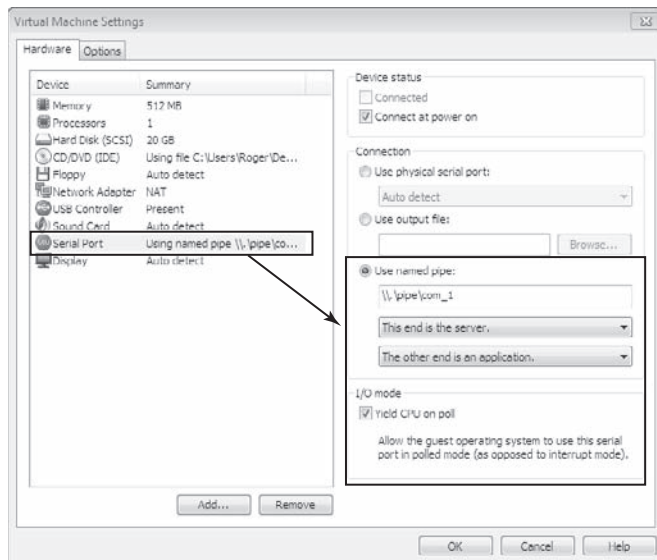 Virtual Machine Settings
Hardware Options
Device Summary
Memory 512 MB
Processors 1
Hard Disk (SCSI) 20 GB
CD/DVD (IDE) Using file C:\Users\Roger\De...
Floppy Auto detect
Network Adapter NAT
USB Controller Present
Sound Card Auto detect
Serial Port Using named pipe \\.\pipe\co...
Display Auto detect
Add... Remove
Device status
Connected
Connect at power on
Connection
Use physical serial port:
Auto detect
Use output file:
Browse...
Use named pipe:
\\.\pipe\com_1
This end is the server.
The other end is an application.
I/O mode
Yield CPU on poll
Allow the guest operating system to use this serial
port in polled mode (as opposed to interrupt mode).
OK Cancel Help